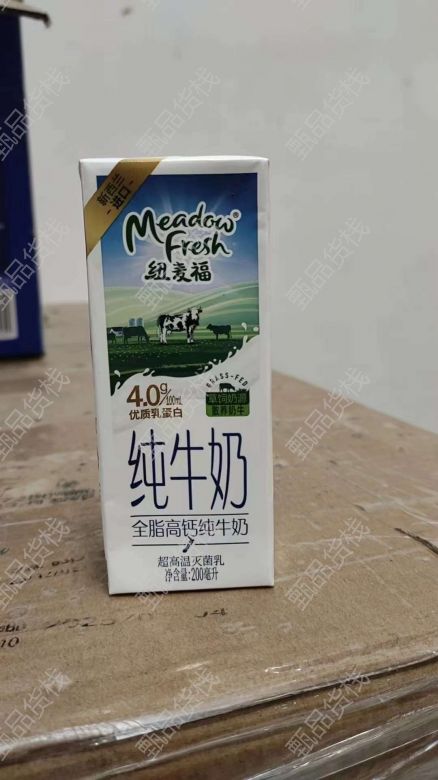 新西兰
进口
Meadow
Fresh
纽麦福
GRASS-FED
4.0g/100mL
优质乳蛋白
草饲奶源
散养奶牛
纯牛奶
全脂高钙纯牛奶
超高温灭菌乳
净含量:200毫升
甄品货栈